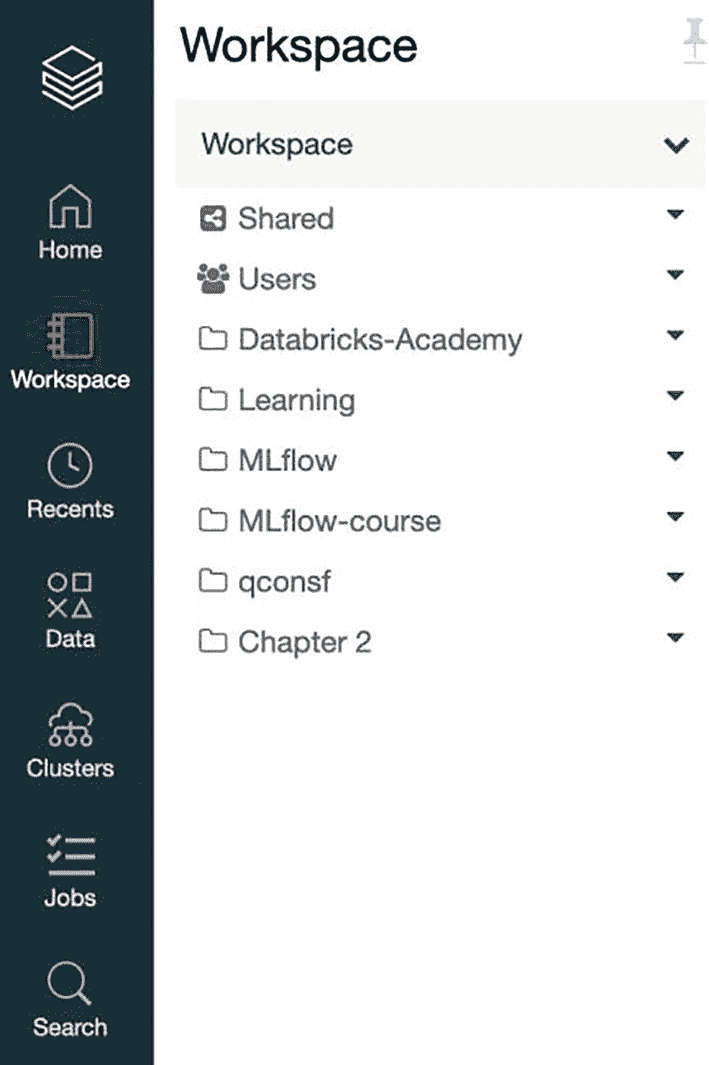 Workspace
Workspace
Shared
Users
Databricks-Academy
Learning
MLflow
MLflow-course
qconsf
Chapter 2
Home
Workspace
Recents
Data
Clusters
Jobs
Search